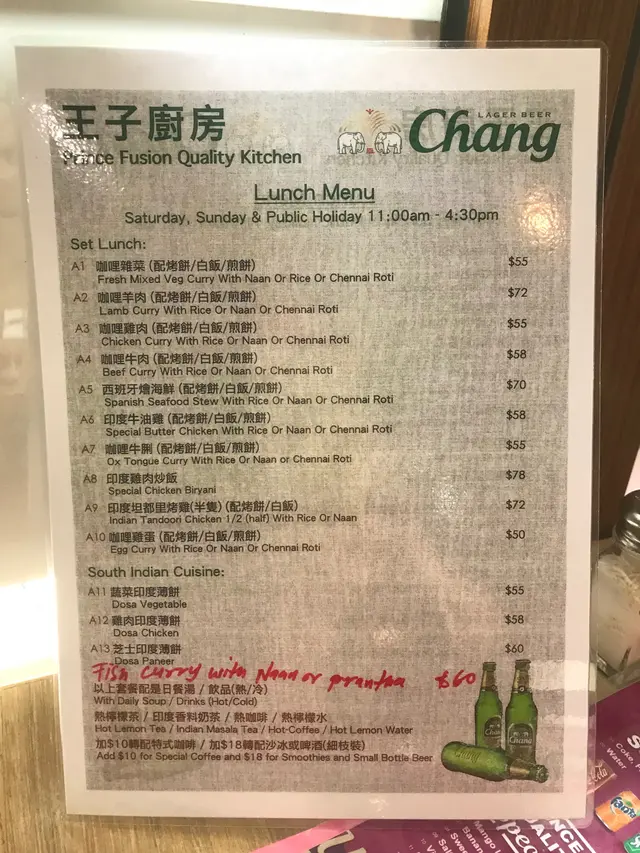 王子廚房
Prince Fusion Quality Kitchen
LAGER BEER
Chang
Lunch Menu
Saturday, Sunday & Public Holiday 11:00am - 4:30pm
Set Lunch:
A1 咖哩雜菜 (配烤餅/白飯/煎餅) $55
Fresh Mixed Veg Curry With Naan Or Rice Or Chennai Roti
A2 咖哩羊肉 (配烤餅/白飯/煎餅) $72
Lamb Curry With Rice Or Naan Or Chennai Roti
A3 咖哩雞肉 (配烤餅/白飯/煎餅) $55
Chicken Curry With Rice Or Naan Or Chennai Roti
A4 咖哩牛肉 (配烤餅/白飯/煎餅) $58
Beef Curry With Rice Or Naan Or Chennai Roti
A5 西班牙燴海鮮 (配烤餅/白飯/煎餅) $70
Spanish Seafood Stew With Rice Or Naan Or Chennai Roti
A6 印度牛油雞 (配烤餅/白飯/煎餅) $58
Special Butter Chicken With Rice Or Naan Or Chennai Roti
A7 咖哩牛脷 (配烤餅/白飯/煎餅) $55
Ox Tongue Curry With Rice Or Naan or Chennai Roti
A8 印度雞肉炒飯 $78
Special Chicken Biryani
A9 印度坦都里烤雞(半隻) (配烤餅/白飯) $72
Indian Tandoori Chicken 1/2 (half) With Rice Or Naan
A10 咖哩雞蛋 (配烤餅/白飯/煎餅) $50
Egg Curry With Rice Or Naan Or Chennai Roti
South Indian Cuisine:
A11 蔬菜印度薄餅 $55
Dosa Vegetable
A12 雞肉印度薄餅 $58
Dosa Chicken
A13 芝士印度薄餅 $60
Dosa Paneer
Fish curry with Naan or prantha $60
以上套餐配是日餐湯 / 飲品(熱/冷)
With Daily Soup / Drinks (Hot/Cold)
熱檸檬茶 / 印度香料奶茶 / 熱咖啡 / 熱檸檬水
Hot Lemon Tea / Indian Masala Tea / Hot-Coffee / Hot Lemon Water
加$10轉配特式咖啡 / 加$18轉配沙冰或啤酒(細枝裝)
Add $10 for Special Coffee and $18 for Smoothies and Small Bottle Beer
Chang
Chang
Chang
Water
Fanta